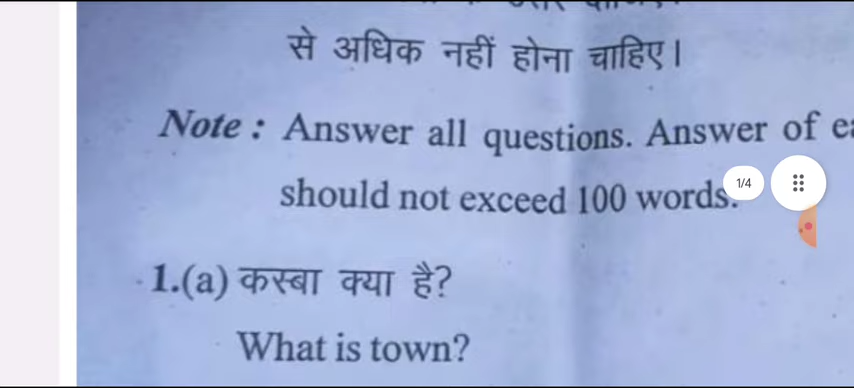 से अधिक नहीं होना चाहिए।
Note : Answer all questions. Answer of
should not exceed 100 words.
1/4
1.(a) कस्बा क्या है?
What is town?